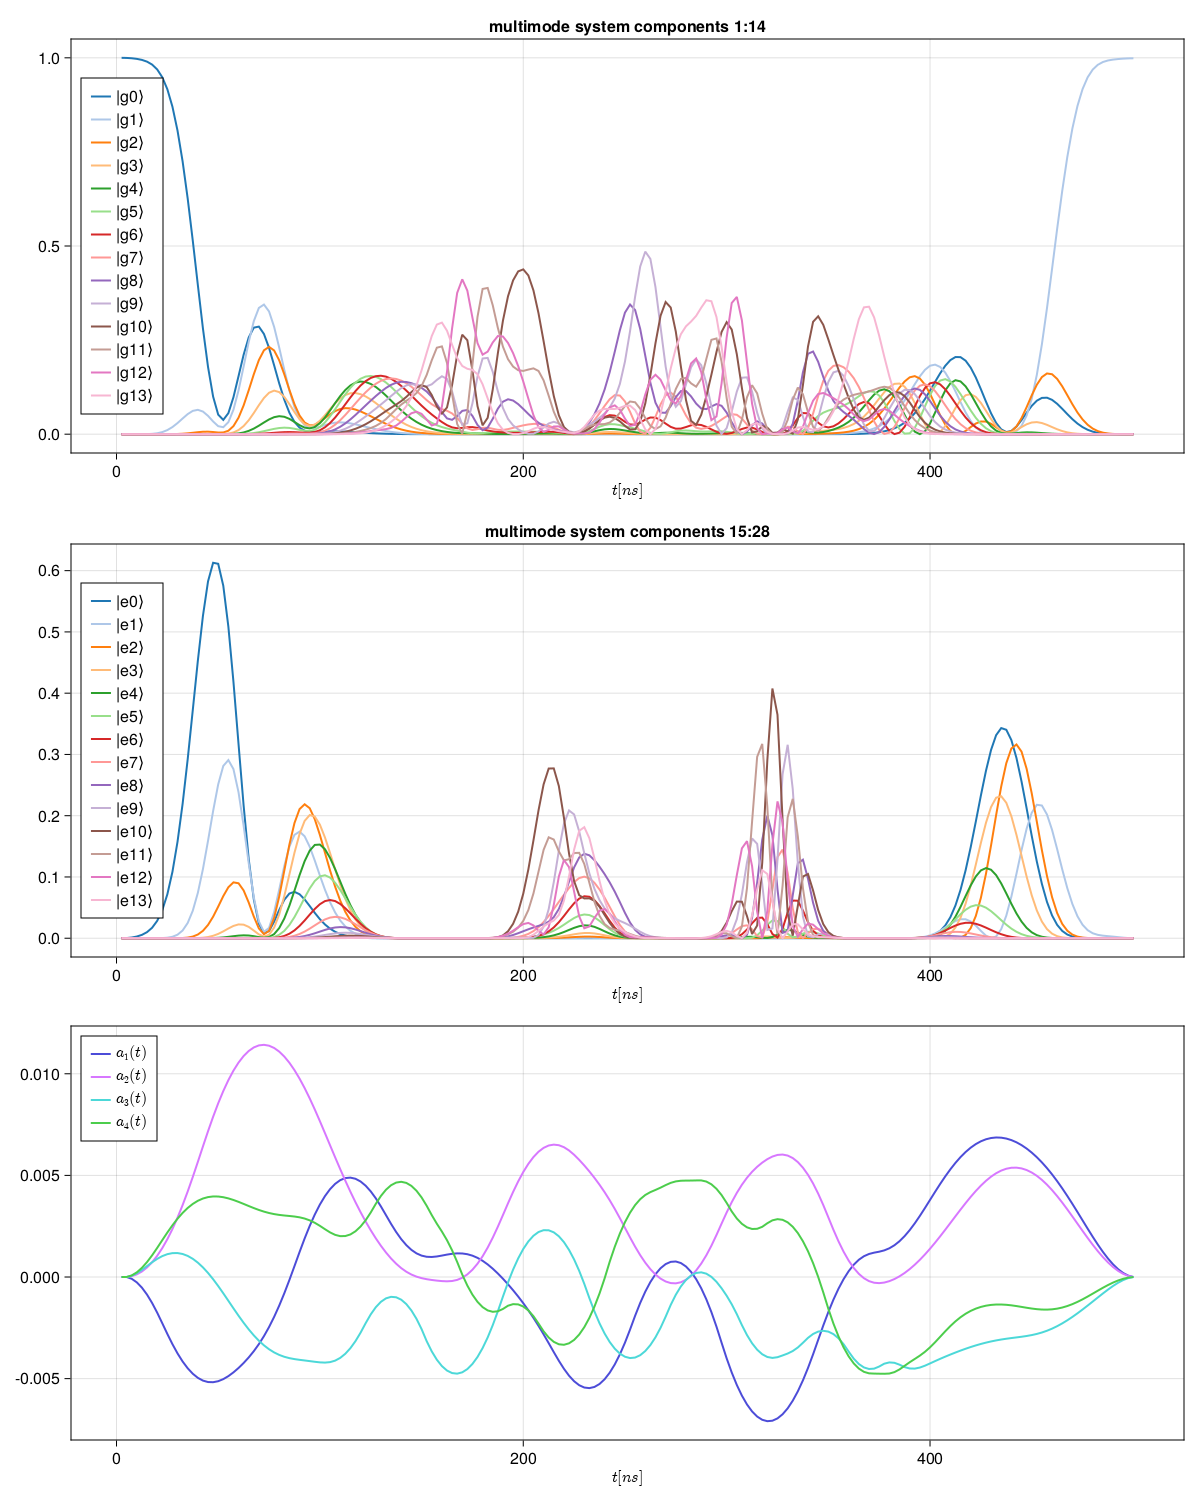 multimode system components 1:14
1.0
0.5
0.0
|g0⟩
|g1⟩
|g2⟩
|g3⟩
|g4⟩
|g5⟩
|g6⟩
|g7⟩
|g8⟩
|g9⟩
|g10⟩
|g11⟩
|g12⟩
|g13⟩
0 200 400
t[ns]
multimode system components 15:28
0.6
0.5
0.4
0.3
0.2
0.1
0.0
|e0⟩
|e1⟩
|e2⟩
|e3⟩
|e4⟩
|e5⟩
|e6⟩
|e7⟩
|e8⟩
|e9⟩
|e10⟩
|e11⟩
|e12⟩
|e13⟩
0 200 400
t[ns]
0.010
0.005
0.000
-0.005
a₁(t)
a₂(t)
a₃(t)
a₄(t)
0 200 400
t[ns]